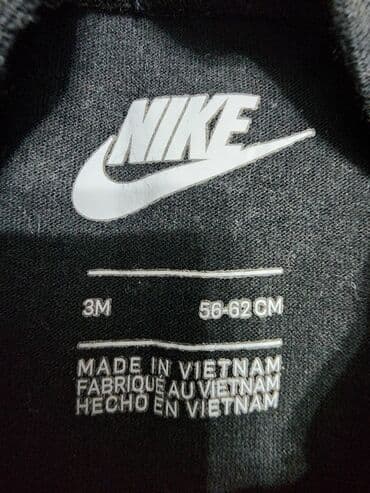 NIKE
3M 56-62 CM
MADE IN VIETNAM
FABRIQUÉ AU VIETNAM
HECHO EN VIETNAM